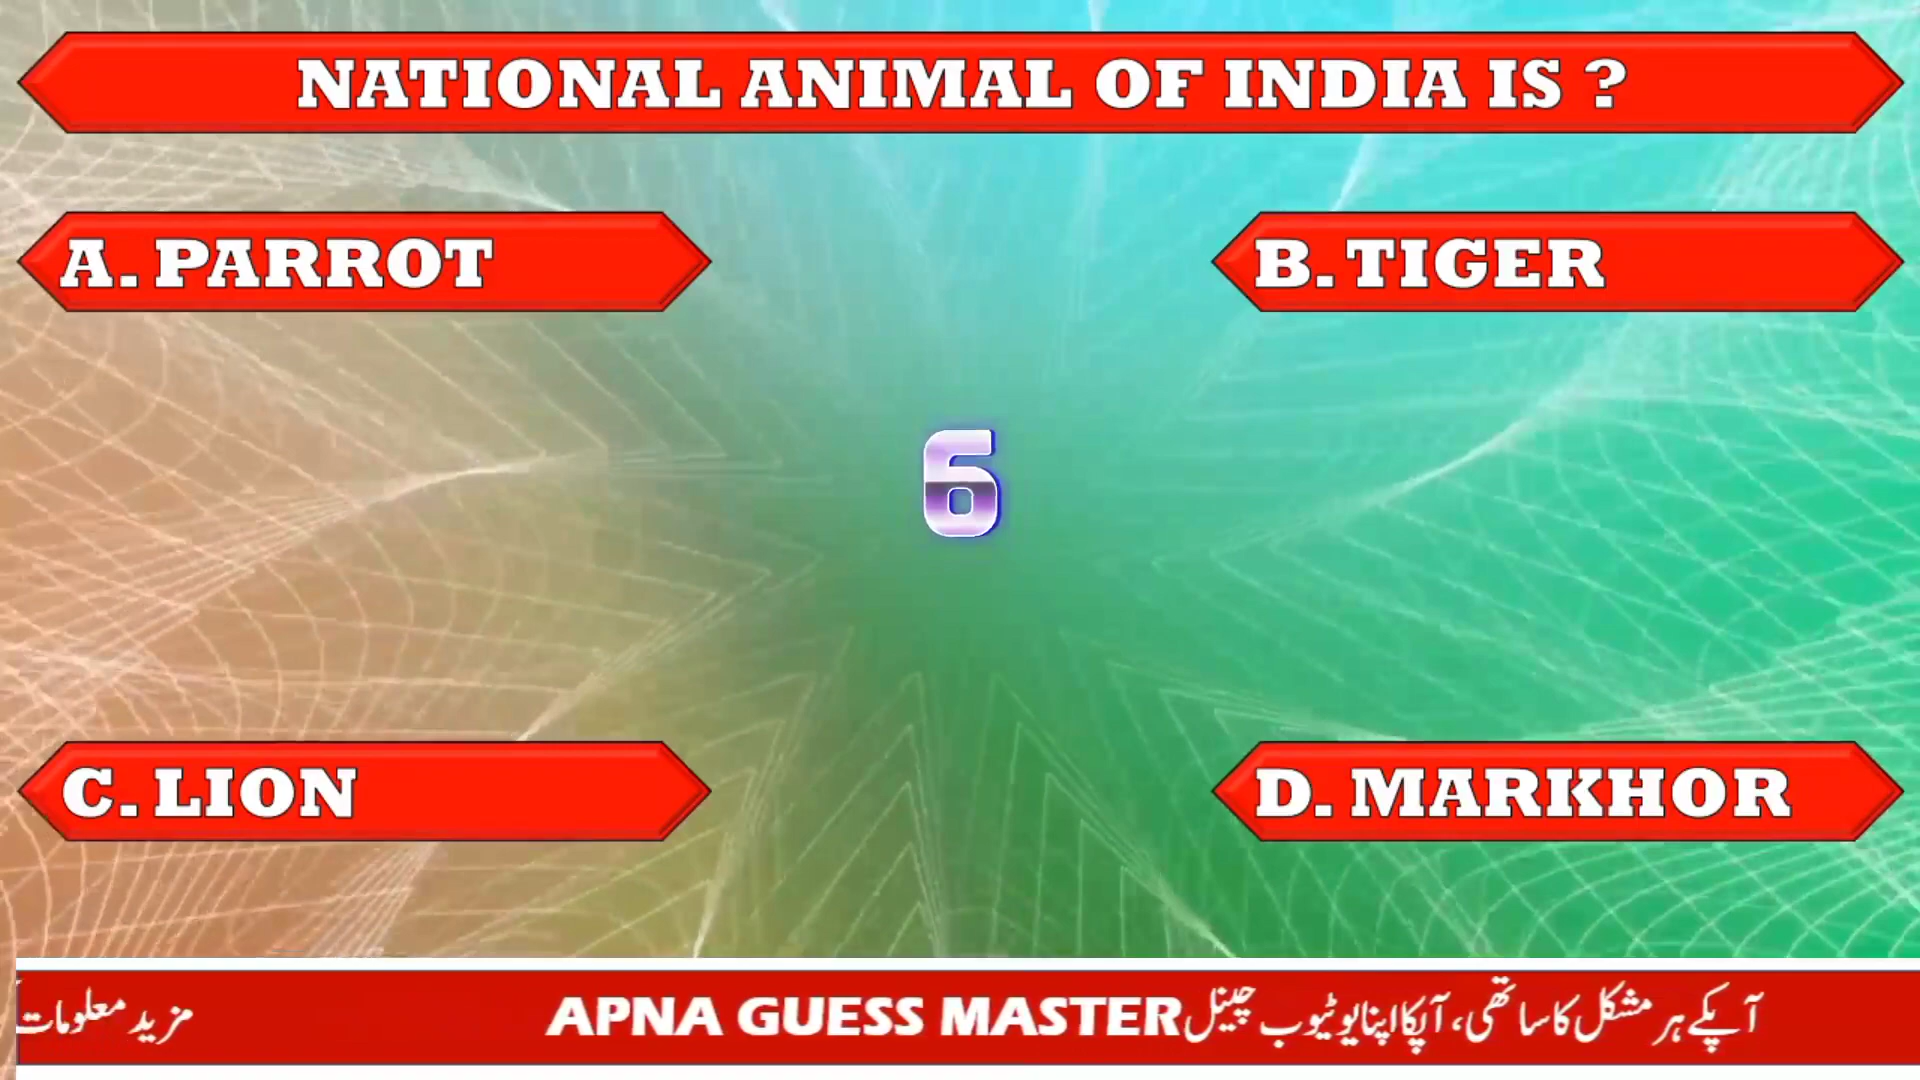 NATIONAL ANIMAL OF INDIA IS ?
A. PARROT
B. TIGER
C. LION
D. MARKHOR
6
آپکے ہر مشکل کا ساتھی، آپکا اپنا یوٹیوب چینل APNA GUESS MASTER
مزید معلومات